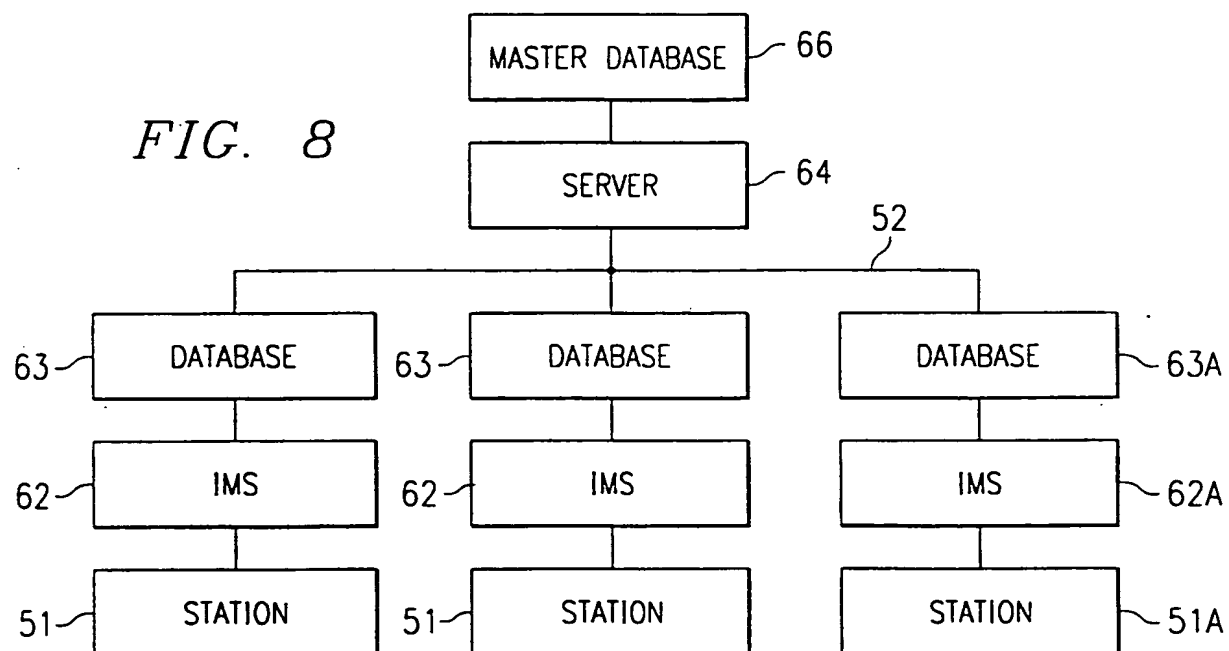 MASTER DATABASE
66
FIG. 8
SERVER
64
52
63
DATABASE
63
DATABASE
DATABASE
63A
62
IMS
62
IMS
IMS
62A
51
STATION
51
STATION
STATION
51A